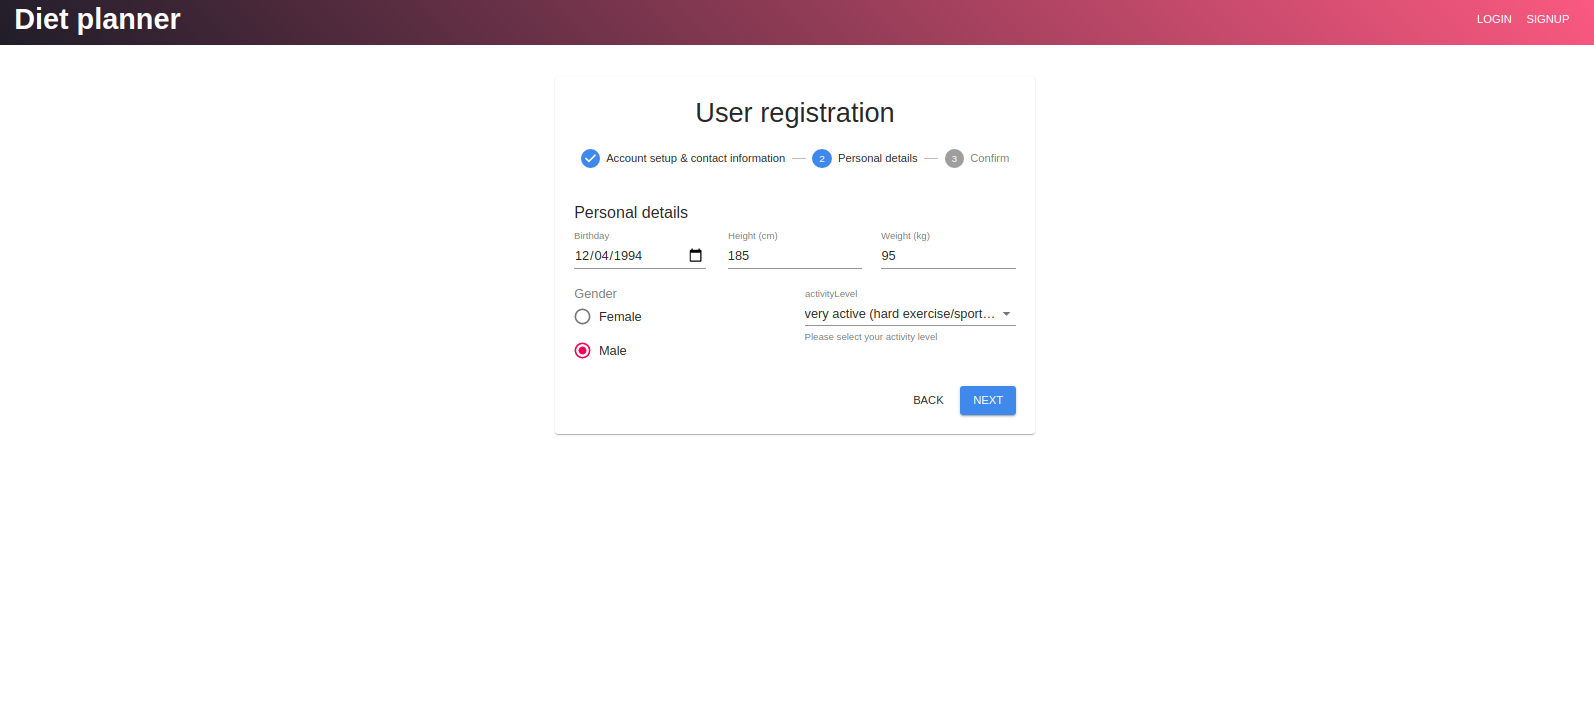 Diet planner
LOGIN SIGNUP
User registration
Account setup & contact information 2 Personal details 3 Confirm
Personal details
Birthday Height (cm) Weight (kg)
12/04/1994 185 95
Gender activityLevel
Female very active (hard exercise/sport…
Please select your activity level
Male
BACK NEXT